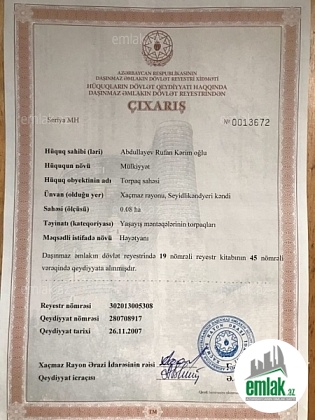 AZƏRBAYCAN RESPUBLİKASININ
DAŞINMAZ ƏMLAKIN DÖVLƏT REYESTRİ XİDMƏTİ
HÜQUQLARIN DÖVLƏT QEYDİYYATI HAQQINDA
DAŞINMAZ ƏMLAKIN DÖVLƏT REYESTRİNDƏN
ÇIXARIŞ
Seriya MH
№ 0013672
Hüquq sahibi (ləri) Abdullayev Rufan Kərim oğlu
Hüququn növü Mülkiyyət
Hüquq obyektinin adı Torpaq sahəsi
Ünvan (olduğu yer) Xaçmaz rayonu, Seyidlikəndyeri kəndi
Sahəsi (ölçüsü) 0.08 ha
Təyinatı (kateqoriyası) Yaşayış məntəqələrinin torpaqları
Məqsədli istifadə növü Həyətyanı
Daşınmaz əmlakın dövlət reyestrində 19 nömrəli reyestr kitabının 45 nömrəli
vərəqində qeydiyyata alınmışdır.
Reyestr nömrəsi 302013005308
Qeydiyyat nömrəsi 280708917
Qeydiyyat tarixi 26.11.2007
Xaçmaz Rayon Ərazi İdarəsinin rəisi
Qeydiyyat icraçısı Ə.
emlak.az